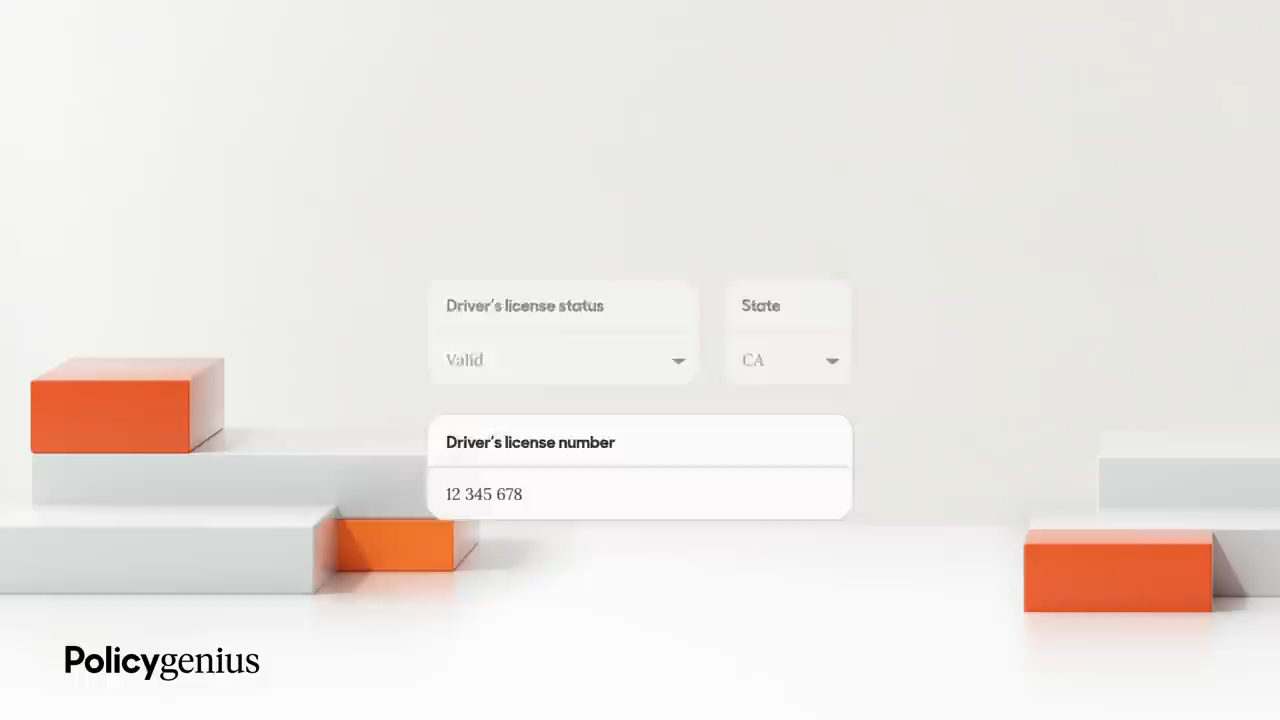 Driver's license status
State
Valid
CA
Driver's license number
12 345 678
Policygenius